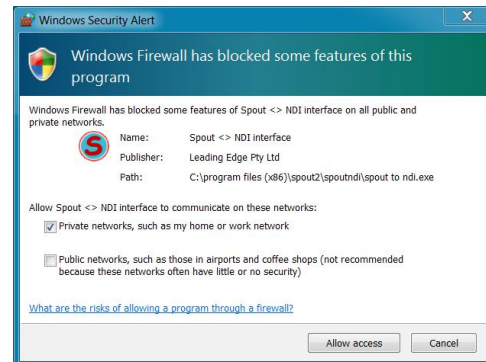 Windows Security Alert
X
Windows Firewall has blocked some features of this
program
Windows Firewall has blocked some features of Spout <> NDI interface on all public and
private networks.
S
Name: Spout <> NDI interface
Publisher: Leading Edge Pty Ltd
Path: C:\program files (x86)\spout2\spoutndi\spout to ndi.exe
Allow Spout <> NDI interface to communicate on these networks:
Private networks, such as my home or work network
Public networks, such as those in airports and coffee shops (not recommended
because these networks often have little or no security)
What are the risks of allowing a program through a firewall?
Allow access Cancel